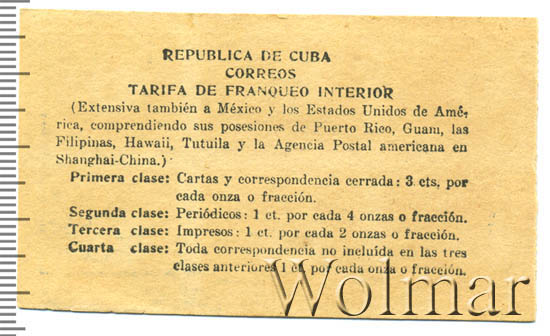 REPUBLICA DE CUBA
CORREOS
TARIFA DE FRANQUEO INTERIOR
(Extensiva también a México y los Estados Unidos de Amé-
rica, comprendiendo sus posesiones de Puerto Rico, Guam, las
Filipinas, Hawaii, Tutuila y la Agencia Postal americana en
Shanghai-China.)
Primera clase: Cartas y correspondencia cerrada: 3 cts, por
cada onza o fracción.
Segunda clase: Periódicos: 1 ct. por cada 4 onzas o fracción.
Tercera clase: Impresos: 1 ct. por cada 2 onzas o fracción.
Cuarta clase: Toda correspondencia no incluída en las tres
clases anteriores 1 ct. por cada onza o fracción.
Wolmar